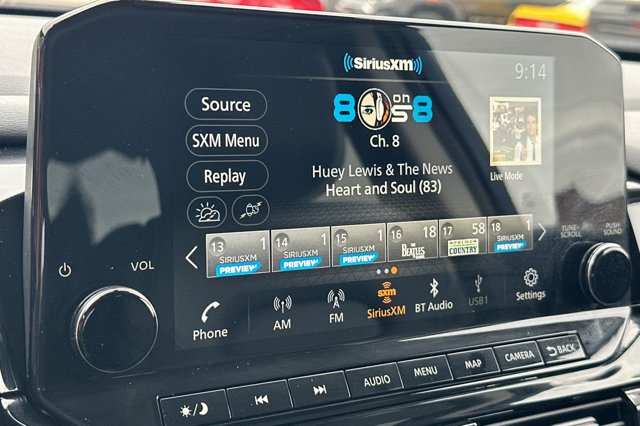 SiriusXM
9:14
Source
8 on 8
80s
SXM Menu
Ch. 8
Replay
Huey Lewis & The News
Heart and Soul (83)
Live Mode
13 1
SIRIUSXM
PREVIEW
14 1
SIRIUSXM
PREVIEW
15 1
SIRIUSXM
PREVIEW
16 18
THE BEATLES
17 58
PRIME COUNTRY
18 1
SIRIUSXM
PREVIEW
TUNE•SCROLL
PUSH SOUND
VOL
Phone
AM
FM
sxm
SiriusXM
BT Audio
USB1
Settings
AUDIO
MENU
MAP
CAMERA
BACK